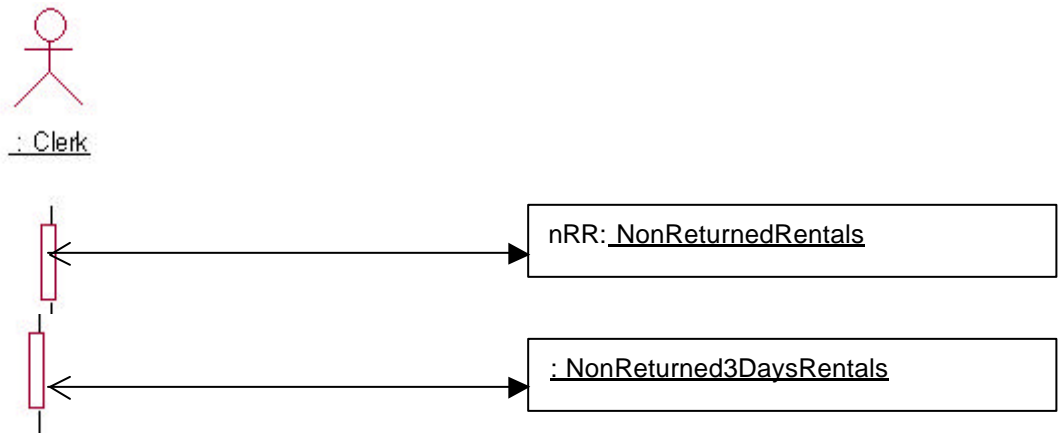 : Clerk
nRR: NonReturnedRentals
: NonReturned3DaysRentals